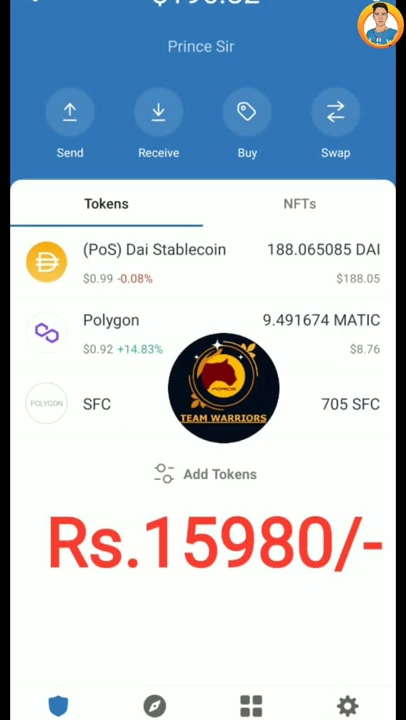 Prince Sir
Send Receive Buy Swap
Tokens NFTs
(PoS) Dai Stablecoin 188.065085 DAI
$0.99 -0.08% $188.05
Polygon 9.491674 MATIC
$0.92 +14.83% $8.76
POLYGON SFC 705 SFC
FORCE
TEAM WARRIORS
Add Tokens
Rs.15980/-